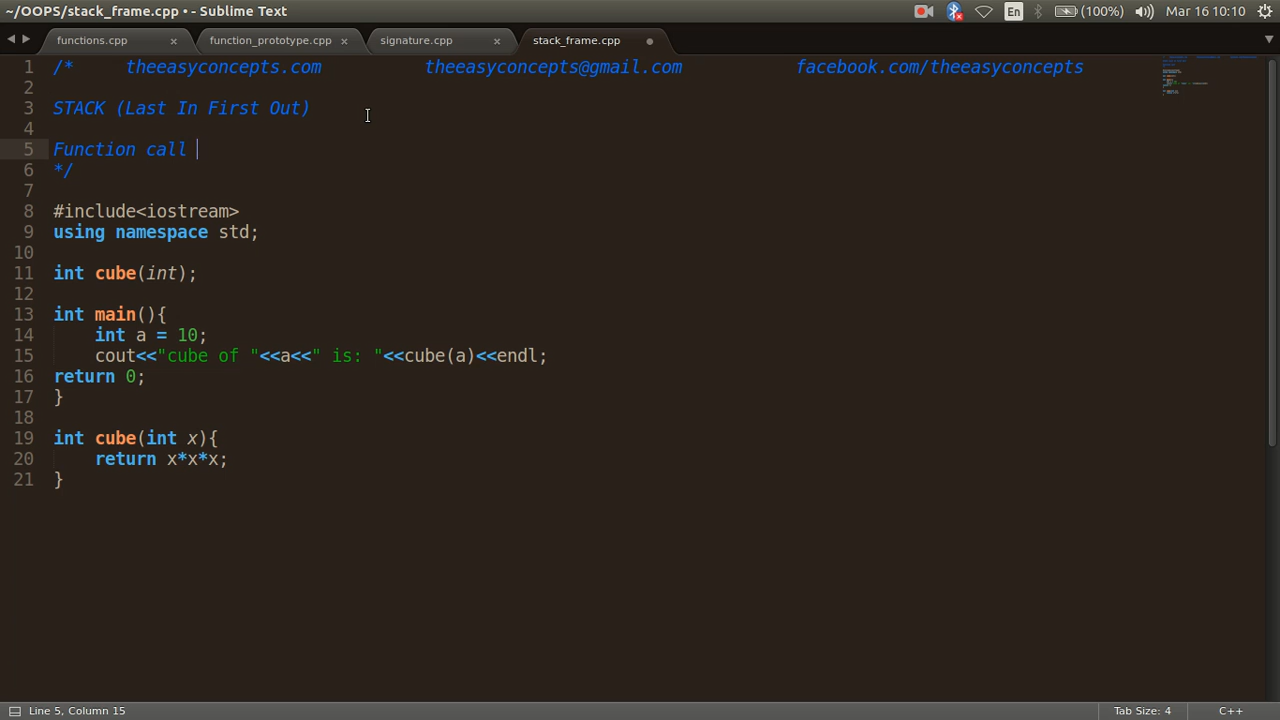 ~/OOPS/stack_frame.cpp • - Sublime Text
En (100%) Mar 16 10:10
functions.cpp × function_prototype.cpp × signature.cpp × stack_frame.cpp
1 /* theeasyconcepts.com theeasyconcepts@gmail.com facebook.com/theeasyconcepts
2
3 STACK (Last In First Out)
4
5 Function call
6 */
7
8 #include<iostream>
9 using namespace std;
10
11 int cube(int);
12
13 int main(){
14     int a = 10;
15     cout<<"cube of "<<a<<" is: "<<cube(a)<<endl;
16 return 0;
17 }
18
19 int cube(int x){
20     return x*x*x;
21 }
Line 5, Column 15 Tab Size: 4 C++